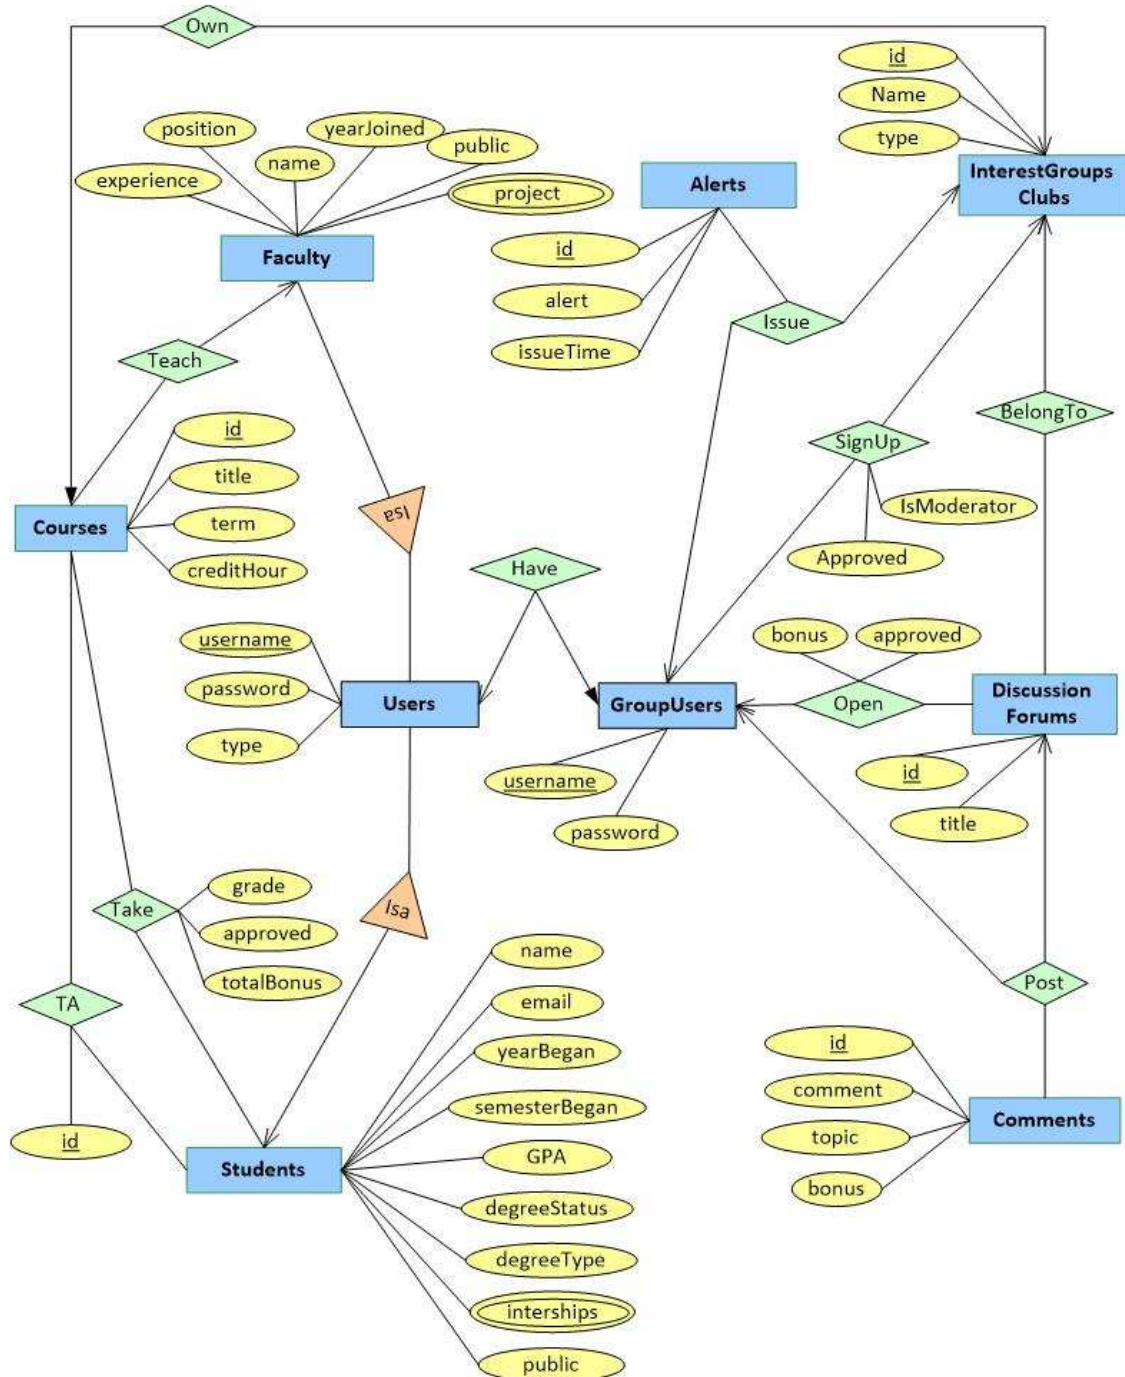 Own
id
Name
type
InterestGroups
Clubs
position
yearJoined
name
public
experience
project
Faculty
Alerts
id
alert
issueTime
Issue
Teach
id
title
term
creditHour
Courses
Isa
SignUp
BelongTo
IsModerator
Approved
Have
username
password
type
Users
GroupUsers
bonus
approved
Open
Discussion
Forums
username
password
id
title
Take
grade
approved
totalBonus
Isa
TA
id
Students
name
email
yearBegan
semesterBegan
GPA
degreeStatus
degreeType
interships
public
Post
id
comment
topic
bonus
Comments